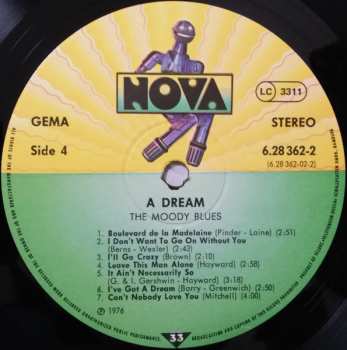 NOVA
LC 3311
GEMA
STEREO
Side 4
6.28 362-2
(6.28 362-02-2)
A DREAM
THE MOODY BLUES
1. Boulevard de la Madelaine (Pinder - Laine) (2:51)
2. I Don't Want To Go On Without You
(Berns - Wexler) (2:43)
3. I'll Go Crazy (Brown) (2:10)
4. Leave This Man Alone (Hayward) (2:52)
5. It Ain't Necessarily So
(G. & I. Gershwin - Hayward) (3:18)
6. I've Got A Dream (Barry - Greenwich) (2:50)
7. Can't Nobody Love You (Mitchell) (4:00)
℗ 1976
33